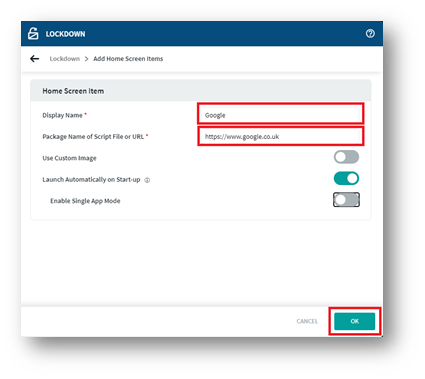 LOCKDOWN
Lockdown > Add Home Screen Items
Home Screen Item
Display Name * Google
Package Name of Script File or URL * https://www.google.co.uk
Use Custom Image
Launch Automatically on Start-up
Enable Single App Mode
CANCEL OK